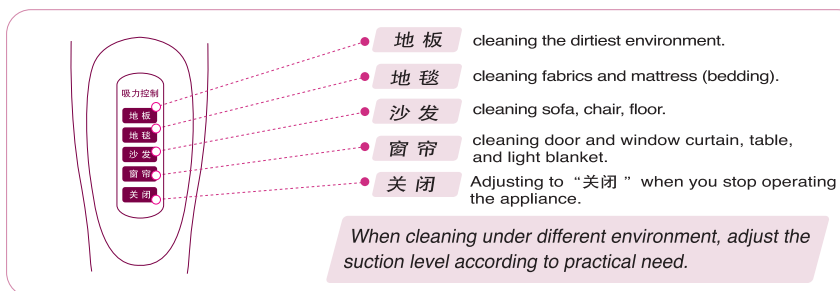 吸力控制
地板
地毯
沙发
窗帘
关闭
地板 cleaning the dirtiest environment.
地毯 cleaning fabrics and mattress (bedding).
沙发 cleaning sofa, chair, floor.
窗帘 cleaning door and window curtain, table,
and light blanket.
关闭 Adjusting to “关闭 ” when you stop operating
the appliance.
When cleaning under different environment, adjust the
suction level according to practical need.